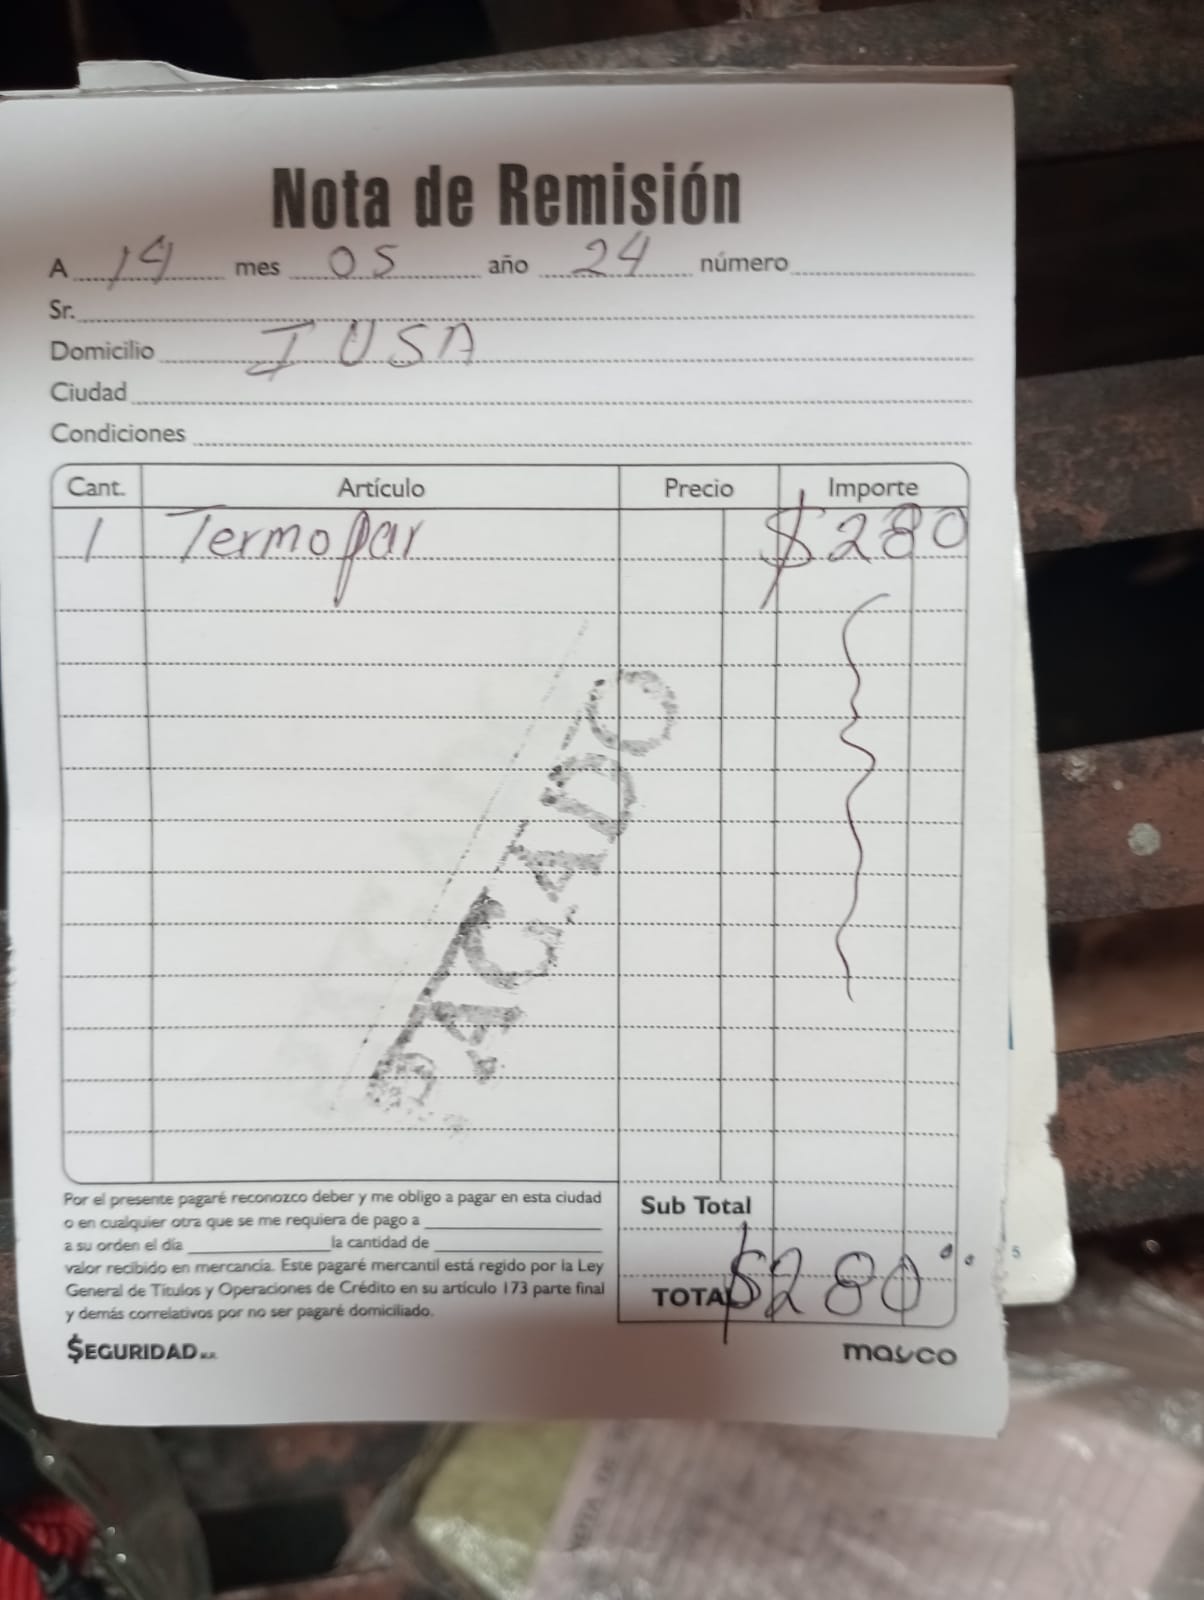 Nota de Remisión
A 14 mes 05 año 24 número
Sr.
Domicilio IUSA
Ciudad
Condiciones
Cant. Artículo Precio Importe
1 Termopar $280
PAGADO
Por el presente pagaré reconozco deber y me obligo a pagar en esta ciudad
o en cualquier otra que se me requiera de pago a
a su orden el día la cantidad de
valor recibido en mercancía. Este pagaré mercantil está regido por la Ley
General de Títulos y Operaciones de Crédito en su artículo 173 parte final
y demás correlativos por no ser pagaré domiciliado.
Sub Total
TOTAL $280
$EGURIDAD M.R.
mayco
5